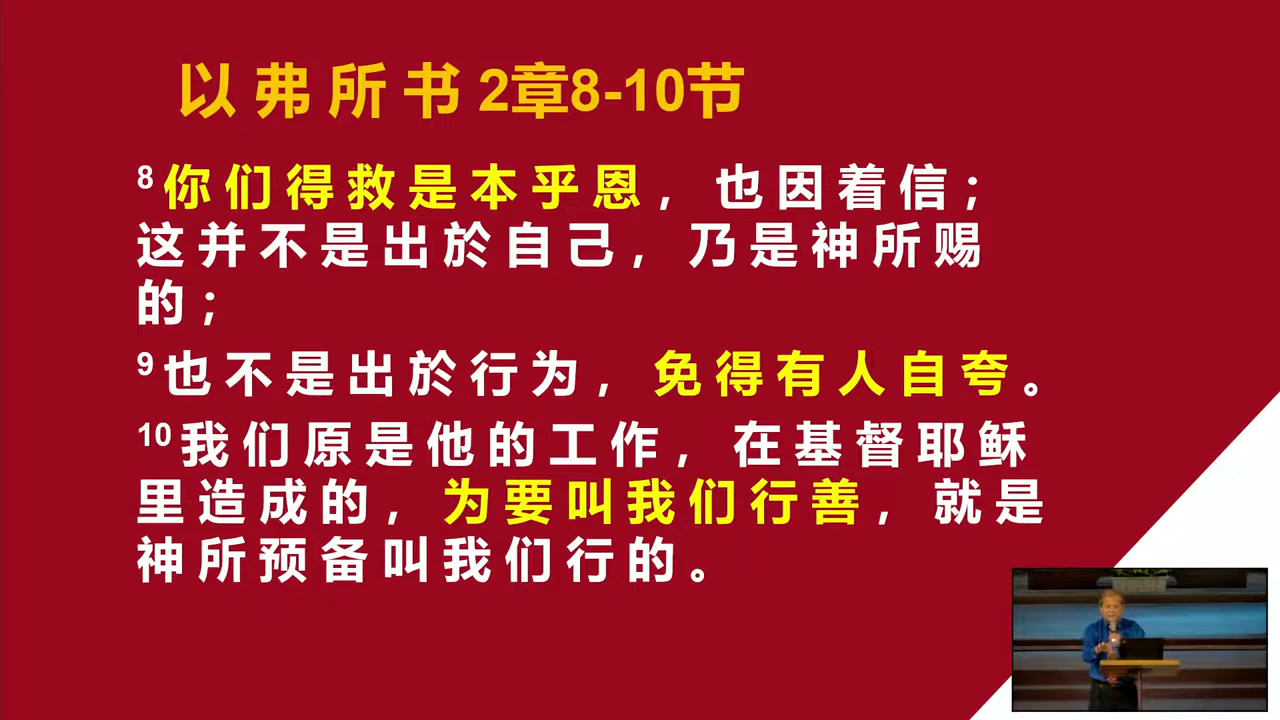 以弗所书 2章8-10节
8你们得救是本乎恩，也因着信；
这并不是出於自己，乃是神所赐
的；
9也不是出於行为，免得有人自夸。
10我们原是他的工作，在基督耶稣
里造成的，为要叫我们行善，就是
神所预备叫我们行的。